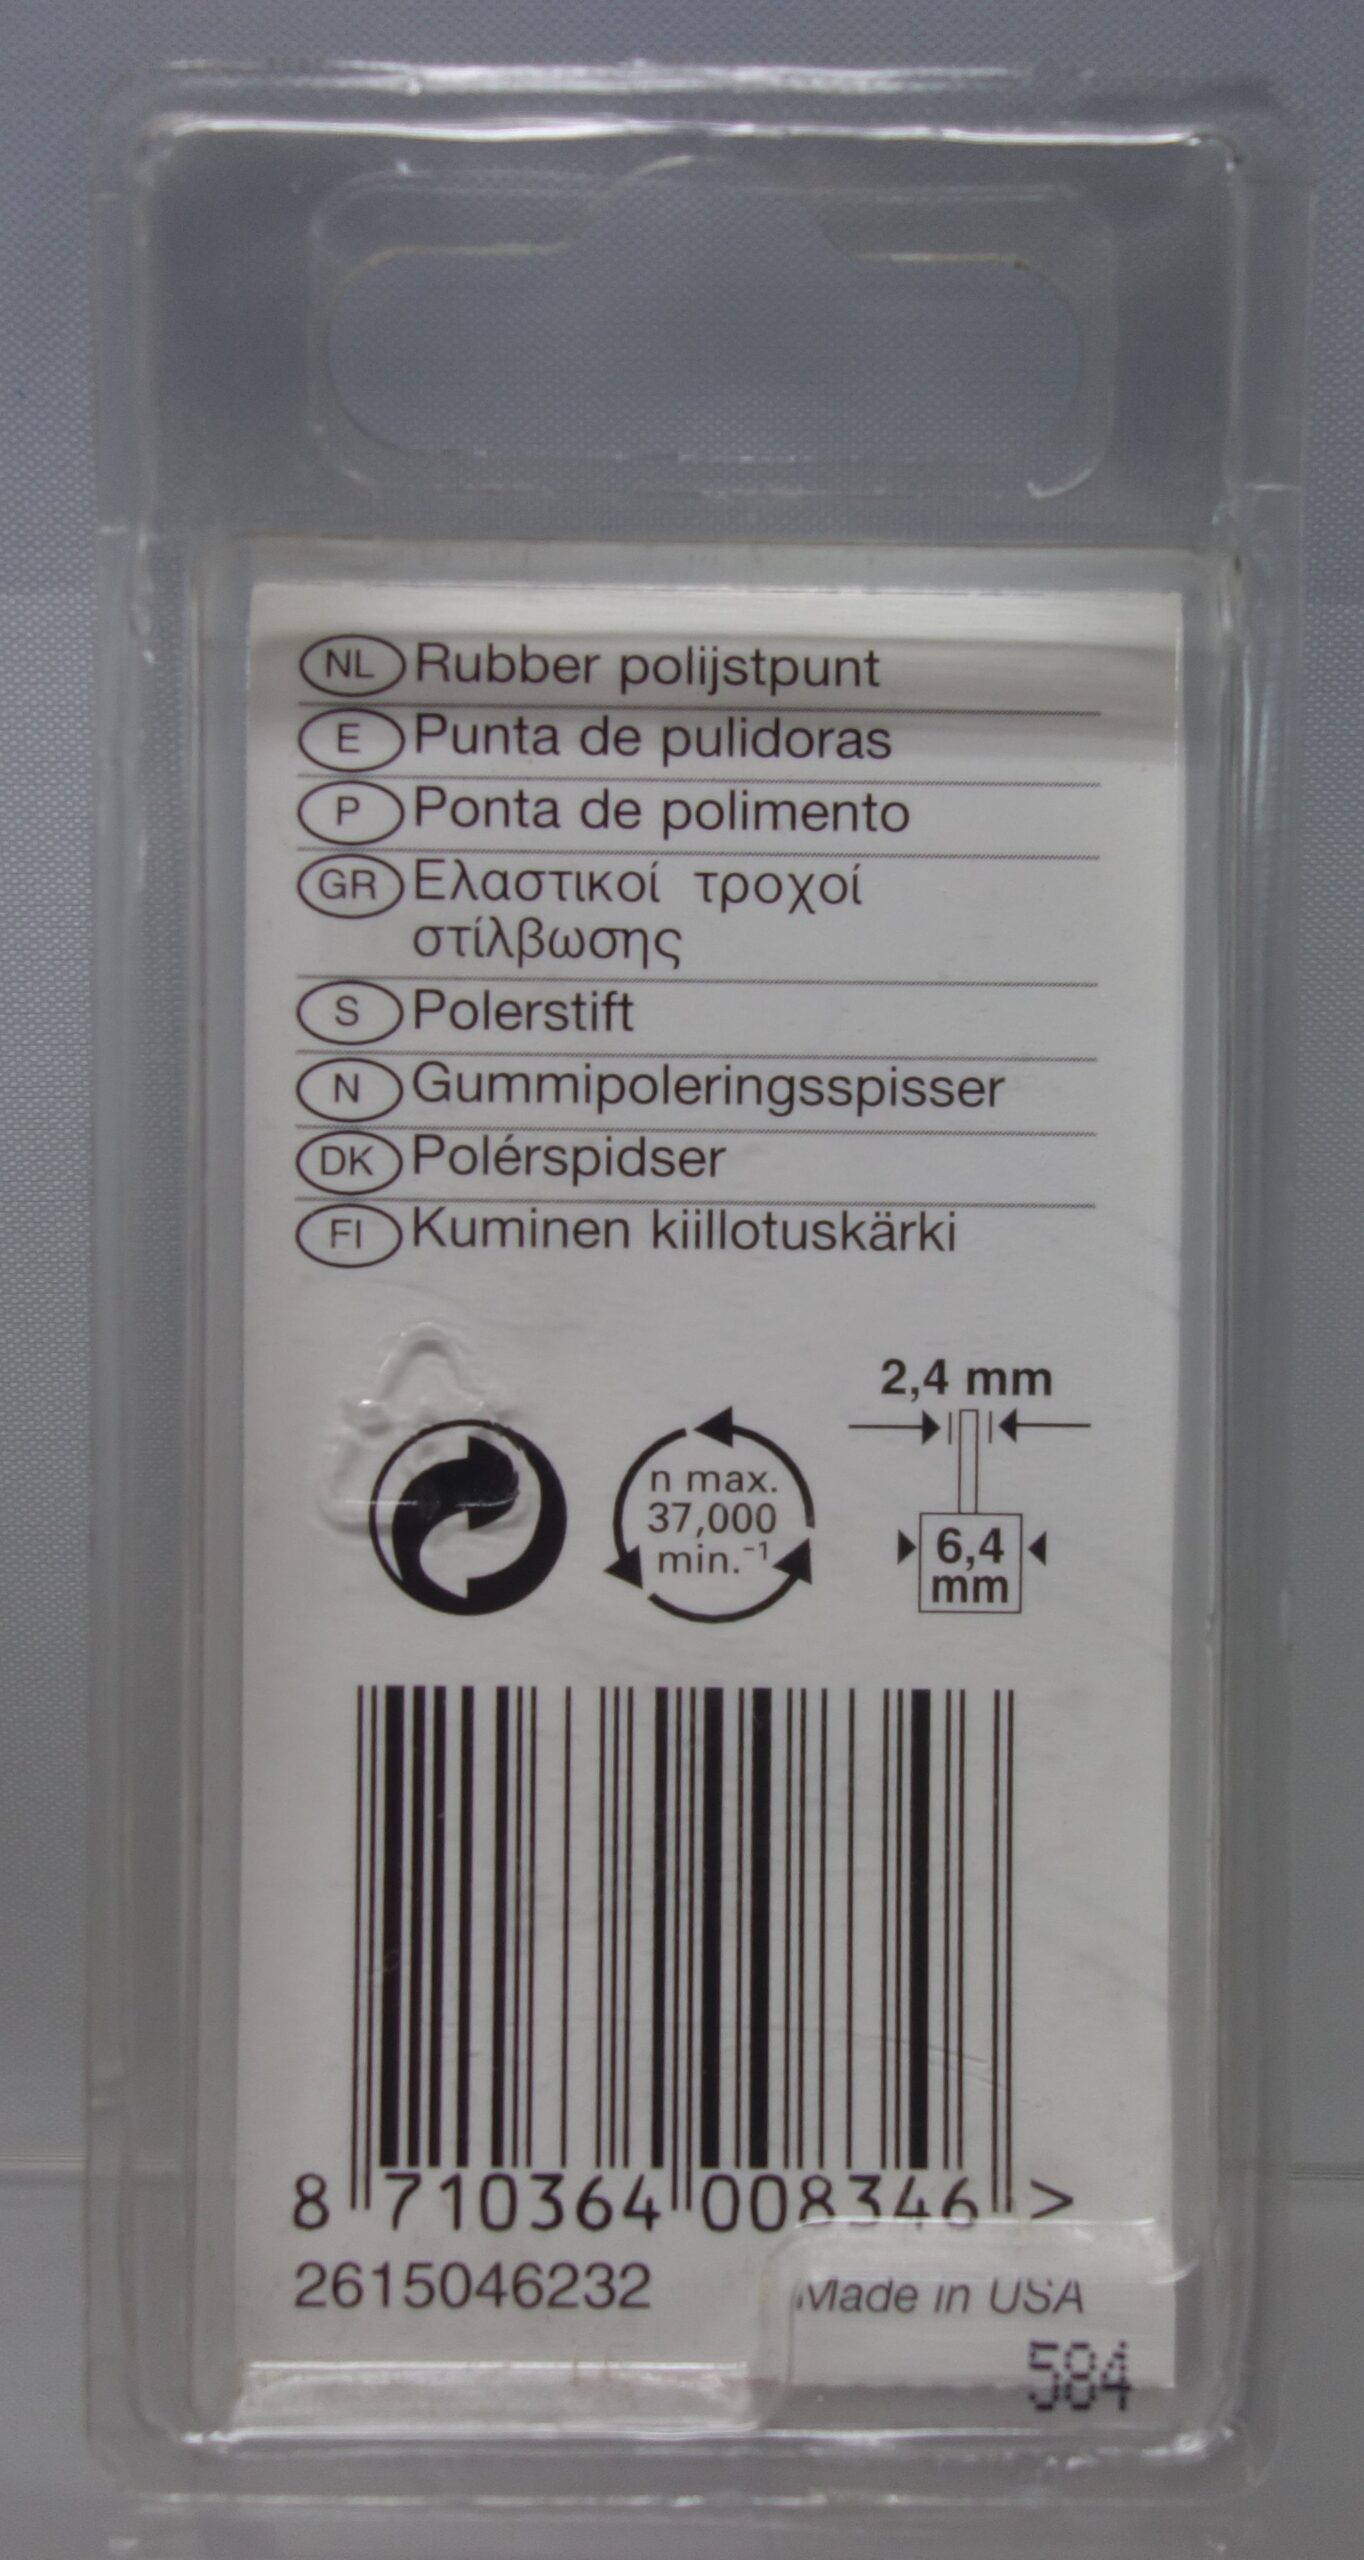 NL Rubber polijstpunt
E Punta de pulidoras
P Ponta de polimento
GR Ελαστικοί τροχοί
στίλβωσης
S Polerstift
N Gummipoleringsspisser
DK Polérspidser
FI Kuminen kiillotuskärki
2,4 mm
n max.
37,000
min.⁻¹
6,4
mm
8 710364 008346 >
2615046232 Made in USA
584